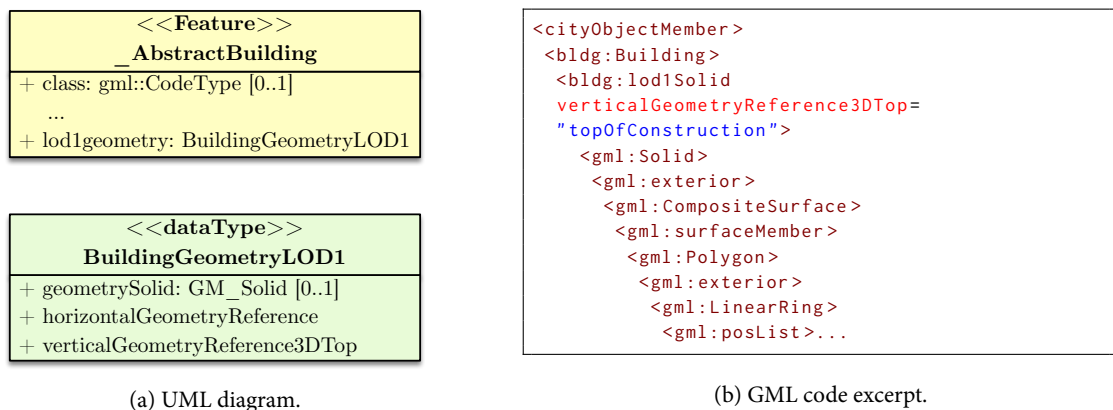 <<Feature>>
_AbstractBuilding
+ class: gml::CodeType [0..1]
...
+ lod1geometry: BuildingGeometryLOD1
<<dataType>>
BuildingGeometryLOD1
+ geometrySolid: GM_Solid [0..1]
+ horizontalGeometryReference
+ verticalGeometryReference3DTop
(a) UML diagram.
<cityObjectMember>
<bldg:Building>
<bldg:lod1Solid
verticalGeometryReference3DTop=
"topOfConstruction">
<gml:Solid>
<gml:exterior>
<gml:CompositeSurface>
<gml:surfaceMember>
<gml:Polygon>
<gml:exterior>
<gml:LinearRing>
<gml:posList>...
(b) GML code excerpt.